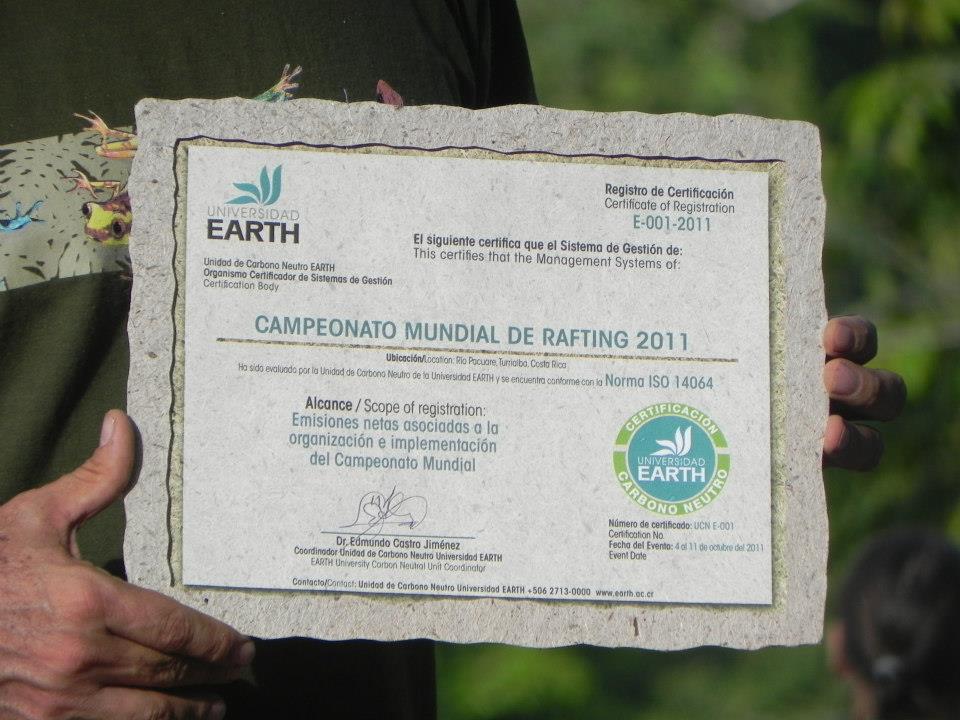 UNIVERSIDAD
EARTH
Unidad de Carbono Neutro EARTH
Organismo Certificador de Sistemas de Gestión
Certification Body
Registro de Certificación
Certificate of Registration
E-001-2011
El siguiente certifica que el Sistema de Gestión de:
This certifies that the Management Systems of:
CAMPEONATO MUNDIAL DE RAFTING 2011
Ubicación/Location: Río Pacuare, Turrialba, Costa Rica
Ha sido evaluado por la Unidad de Carbono Neutro de la Universidad EARTH y se encuentra conforme con la Norma ISO 14064
Alcance / Scope of registration:
Emisiones netas asociadas a la
organización e implementación
del Campeonato Mundial
CERTIFICACIÓN
UNIVERSIDAD
EARTH
CARBONO NEUTRO
Dr. Edmundo Castro Jiménez
Coordinador Unidad de Carbono Neutro Universidad EARTH
EARTH University Carbon Neutral Unit Coordinator
Número de certificado: UCN E-001
Certification No.
Fecha del Evento: 4 al 11 de octubre del 2011
Event Date
Contacto/Contact: Unidad de Carbono Neutro Universidad EARTH +506 2713-0000 www.earth.ac.cr